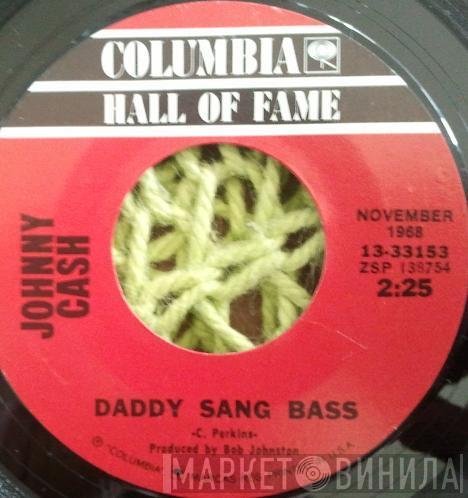 COLUMBIA
HALL OF FAME
JOHNNY
CASH
NOVEMBER
1968
13-33153
ZSP 138754
2:25
DADDY SANG BASS
-C. Perkins-
Produced by Bob Johnston
℗ "COLUMBIA"
МАРКЕТ ВИНИЛА